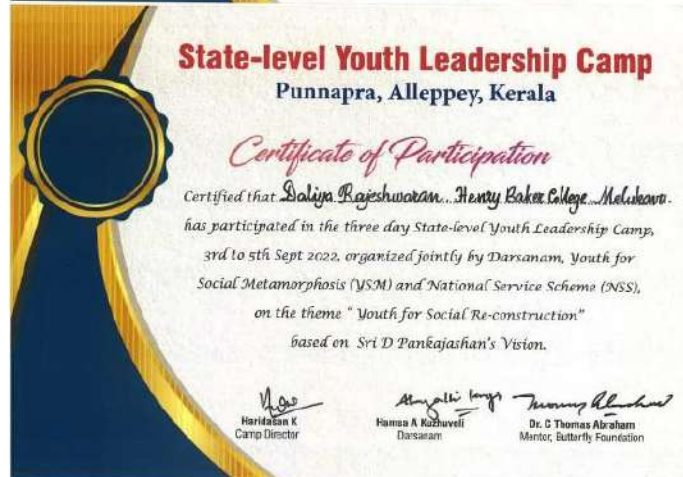 State-level Youth Leadership Camp
Punnapra, Alleppey, Kerala
Certificate of Participation
Certified that Daliya Rajeshwaran Henry Baker College Melukavu
has participated in the three day State-level Youth Leadership Camp,
3rd to 5th Sept 2022, organized jointly by Darsanam, Youth for
Social Metamorphosis (YSM) and National Service Scheme (NSS),
on the theme " Youth for Social Re-construction"
based on Sri D Pankajashan's Vision.
Haridasan K
Camp Director
Hamsa A Kuzhuveli
Darsanam
Dr. C Thomas Abraham
Mentor, Butterfly Foundation